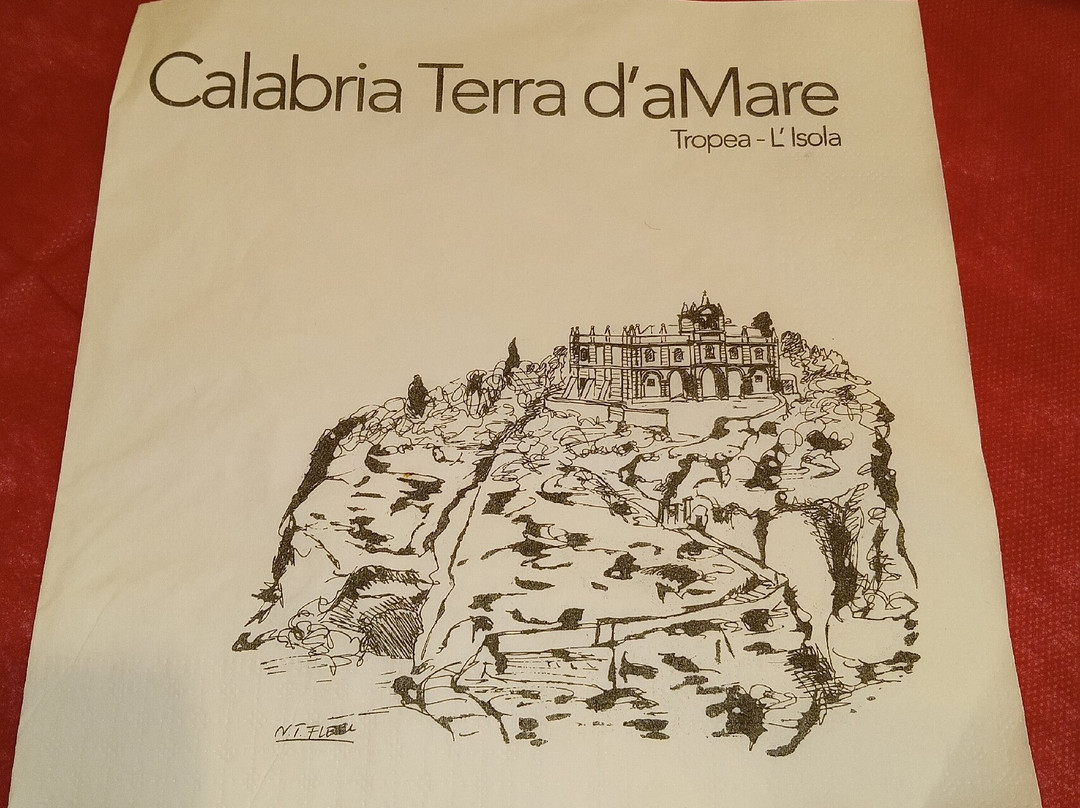 Calabria Terra d'aMare
Tropea - L' Isola
N.T.